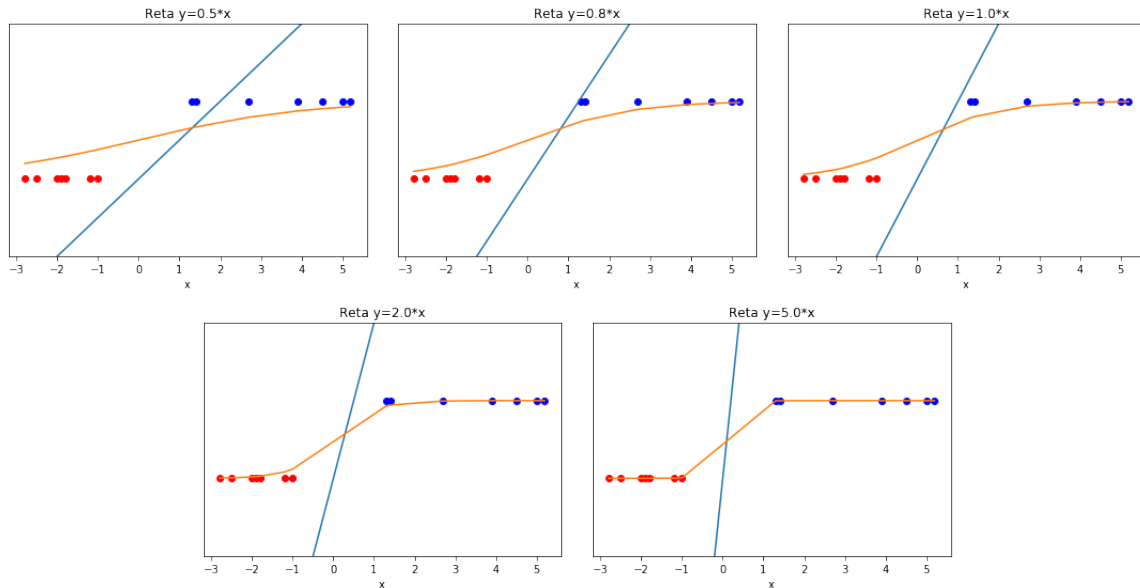 Reta y=0.5*x
−3 −2 −1 0 1 2 3 4 5
x
Reta y=0.8*x
−3 −2 −1 0 1 2 3 4 5
x
Reta y=1.0*x
−3 −2 −1 0 1 2 3 4 5
x
Reta y=2.0*x
−3 −2 −1 0 1 2 3 4 5
x
Reta y=5.0*x
−3 −2 −1 0 1 2 3 4 5
x